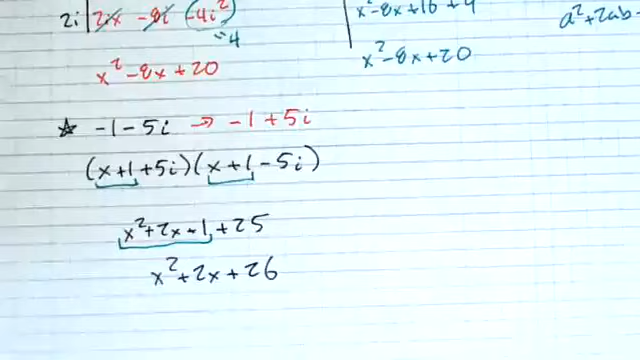 2i | 2ix -8i -4i²
= 4
x² - 8x + 20
x² - 8x + 16 + 4
x² - 8x + 20
a² + 2ab
☆ -1 - 5i → -1 + 5i
(x+1+5i)(x+1-5i)
x² + 2x + 1 + 25
x² + 2x + 26